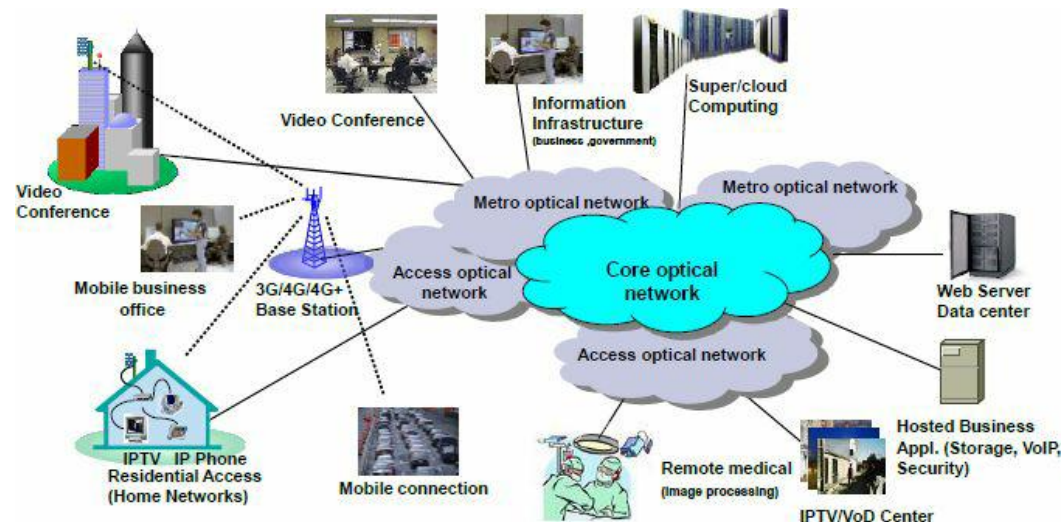 Video Conference
Information
Infrastructure
(business ,government)
Super/cloud
Computing
Video
Conference
Metro optical network
Metro optical network
Mobile business
office
3G/4G/4G+
Base Station
Access optical
network
Core optical
network
Web Server
Data center
Access optical network
IPTV IP Phone
Residential Access
(Home Networks)
Mobile connection
Remote medical
(image processing)
Hosted Business
Appl. (Storage, VoIP,
Security)
IPTV/VoD Center